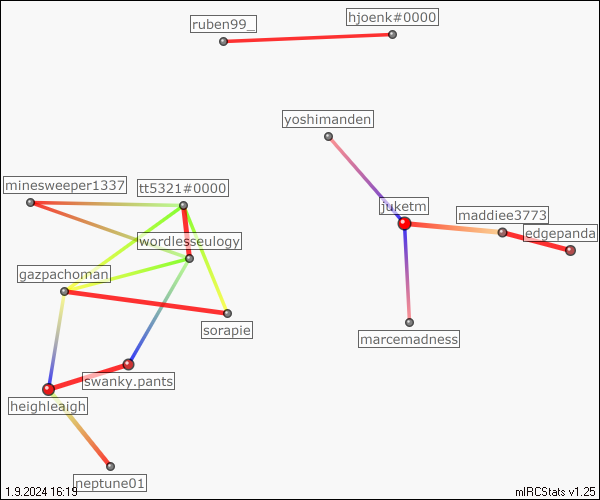 ruben99_
hjoenk#0000
yoshimanden
minesweeper1337
tt5321#0000
juketm
maddiee3773
edgepanda
wordlesseulogy
gazpachoman
sorapie
marcemadness
swanky.pants
heighleaigh
neptune01
1.9.2024 16:19
mIRCStats v1.25